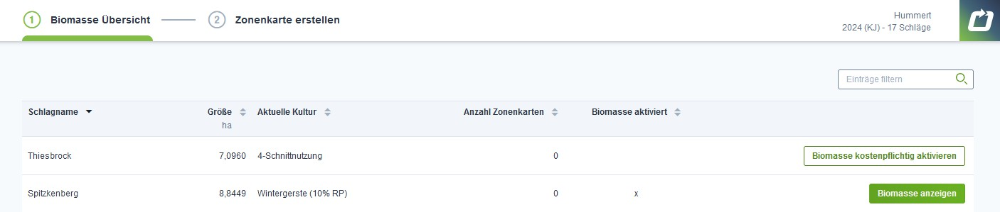 1 Biomasse Übersicht 2 Zonenkarte erstellen
Hummert
2024 (KJ) - 17 Schläge
Einträge filtern
Schlagname Größe Aktuelle Kultur Anzahl Zonenkarten Biomasse aktiviert
ha
Thiesbrock 7,0960 4-Schnittnutzung 0 Biomasse kostenpflichtig aktivieren
Spitzkenberg 8,8449 Wintergerste (10% RP) 0 x Biomasse anzeigen